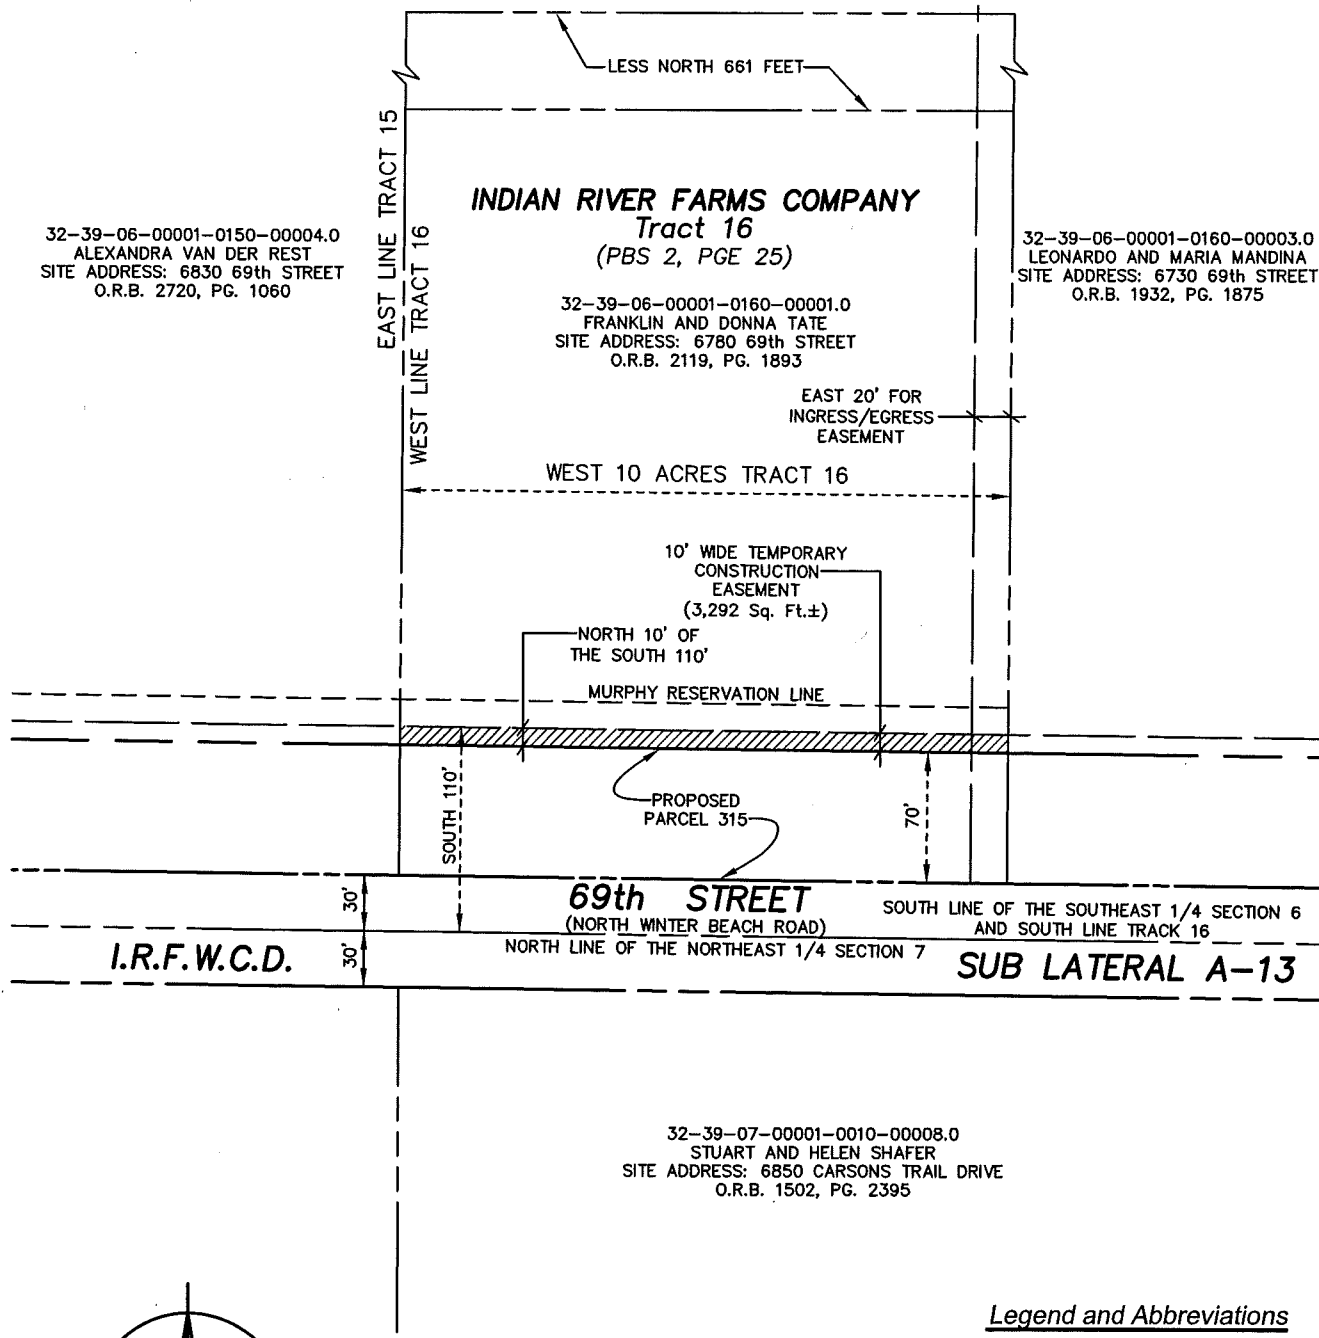 LESS NORTH 661 FEET
EAST LINE TRACT 15
WEST LINE TRACT 16
INDIAN RIVER FARMS COMPANY
Tract 16
(PBS 2, PGE 25)
32-39-06-00001-0150-00004.0
ALEXANDRA VAN DER REST
SITE ADDRESS: 6830 69th STREET
O.R.B. 2720, PG. 1060
32-39-06-00001-0160-00001.0
FRANKLIN AND DONNA TATE
SITE ADDRESS: 6780 69th STREET
O.R.B. 2119, PG. 1893
32-39-06-00001-0160-00003.0
LEONARDO AND MARIA MANDINA
SITE ADDRESS: 6730 69th STREET
O.R.B. 1932, PG. 1875
EAST 20' FOR
INGRESS/EGRESS
EASEMENT
WEST 10 ACRES TRACT 16
10' WIDE TEMPORARY
CONSTRUCTION
EASEMENT
(3,292 Sq. Ft.±)
NORTH 10' OF
THE SOUTH 110'
MURPHY RESERVATION LINE
SOUTH 110'
PROPOSED
PARCEL 315
70'
30'
69th STREET
(NORTH WINTER BEACH ROAD)
SOUTH LINE OF THE SOUTHEAST 1/4 SECTION 6
AND SOUTH LINE TRACK 16
30'
NORTH LINE OF THE NORTHEAST 1/4 SECTION 7
I.R.F.W.C.D.
SUB LATERAL A-13
32-39-07-00001-0010-00008.0
STUART AND HELEN SHAFER
SITE ADDRESS: 6850 CARSONS TRAIL DRIVE
O.R.B. 1502, PG. 2395
Legend and Abbreviations